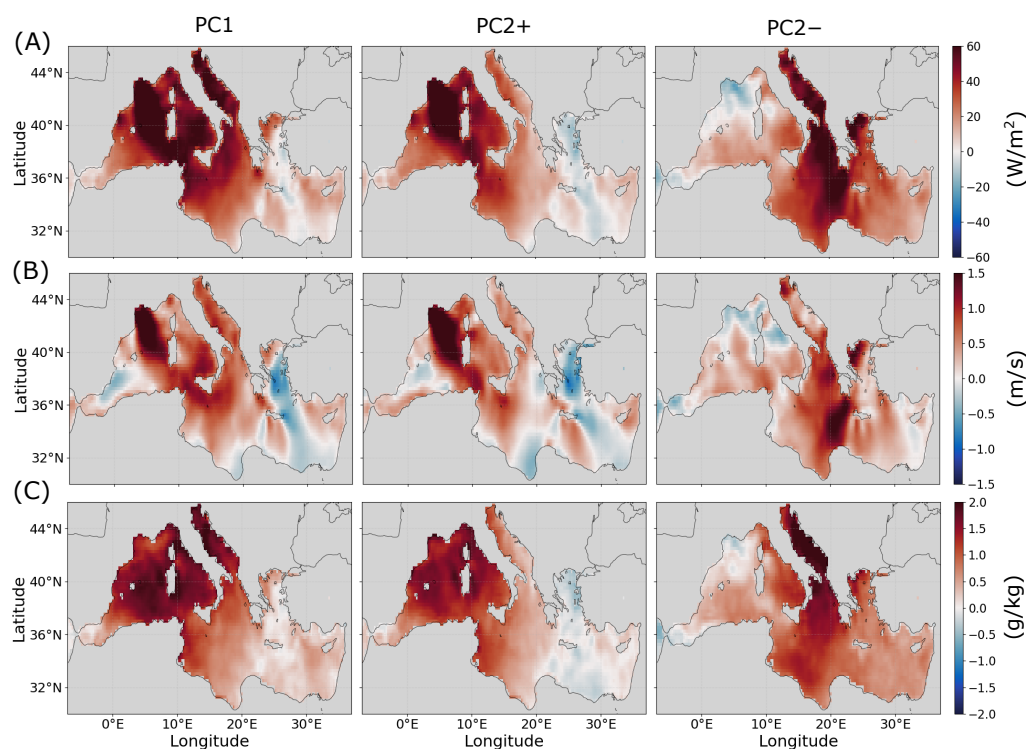 PC1 PC2+ PC2−
(A)
44°N
40°N
36°N
32°N
Latitude
60
40
20
0
−20
−40
−60
(W/m²)
(B)
44°N
40°N
36°N
32°N
Latitude
1.5
1.0
0.5
0.0
−0.5
−1.0
−1.5
(m/s)
(C)
44°N
40°N
36°N
32°N
Latitude
2.0
1.5
1.0
0.5
0.0
−0.5
−1.0
−1.5
−2.0
(g/kg)
0°E 10°E 20°E 30°E 0°E 10°E 20°E 30°E 0°E 10°E 20°E 30°E
Longitude Longitude Longitude